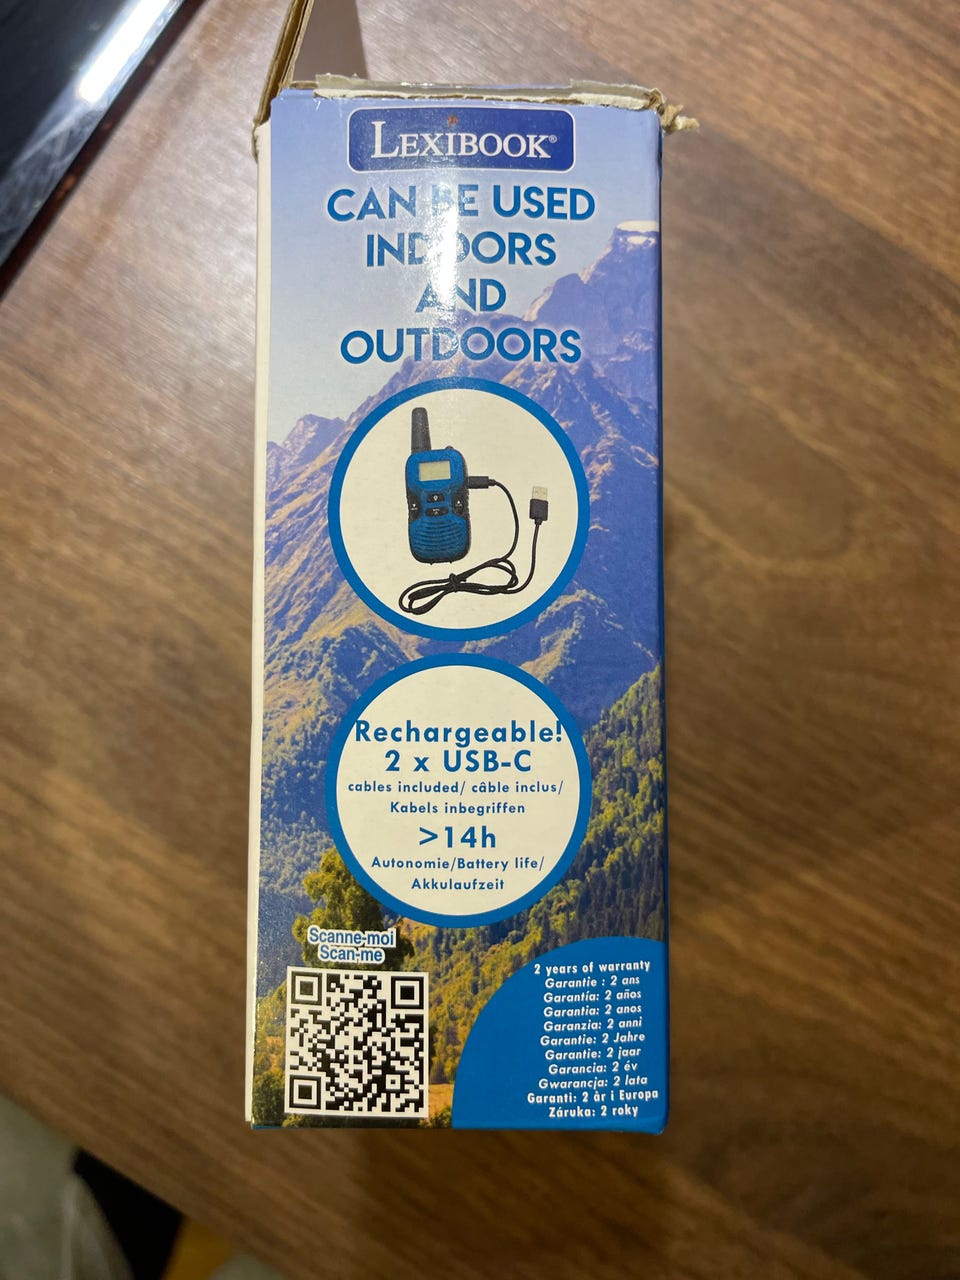 LEXIBOOK®
CAN BE USED
INDOORS
AND
OUTDOORS
Rechargeable!
2 x USB-C
cables included/ câble inclus/
Kabels inbegriffen
>14h
Autonomie/Battery life/
Akkulaufzeit
Scanne-moi
Scan-me
2 years of warranty
Garantie : 2 ans
Garantía: 2 años
Garantia: 2 anos
Garanzia: 2 anni
Garantie: 2 Jahre
Garantie: 2 jaar
Garancia: 2 év
Gwarancja: 2 lata
Garanti: 2 år i Europa
Záruka: 2 roky